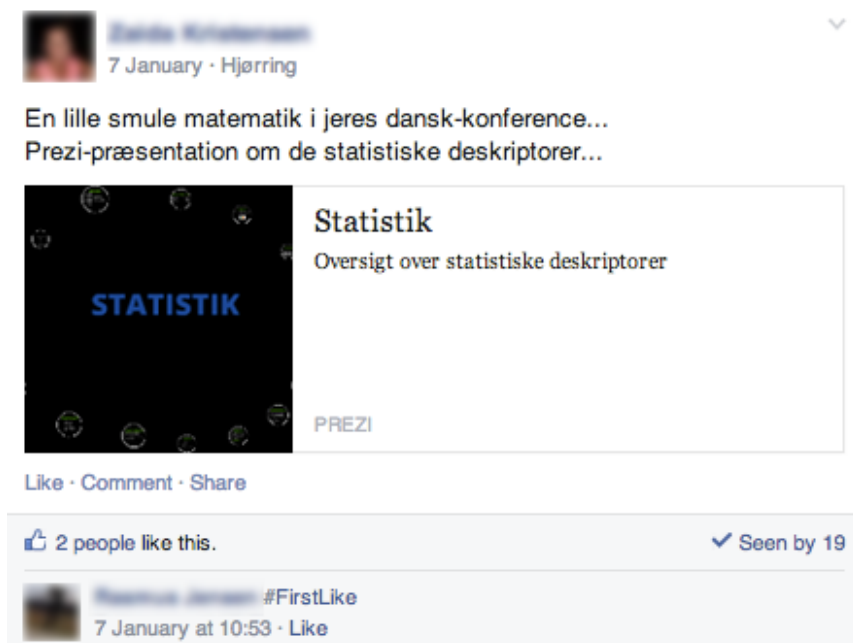 7 January · Hjørring
En lille smule matematik i jeres dansk-konference...
Prezi-præsentation om de statistiske deskriptorer...
STATISTIK
Statistik
Oversigt over statistiske deskriptorer
PREZI
Like · Comment · Share
2 people like this.
Seen by 19
#FirstLike
7 January at 10:53 · Like